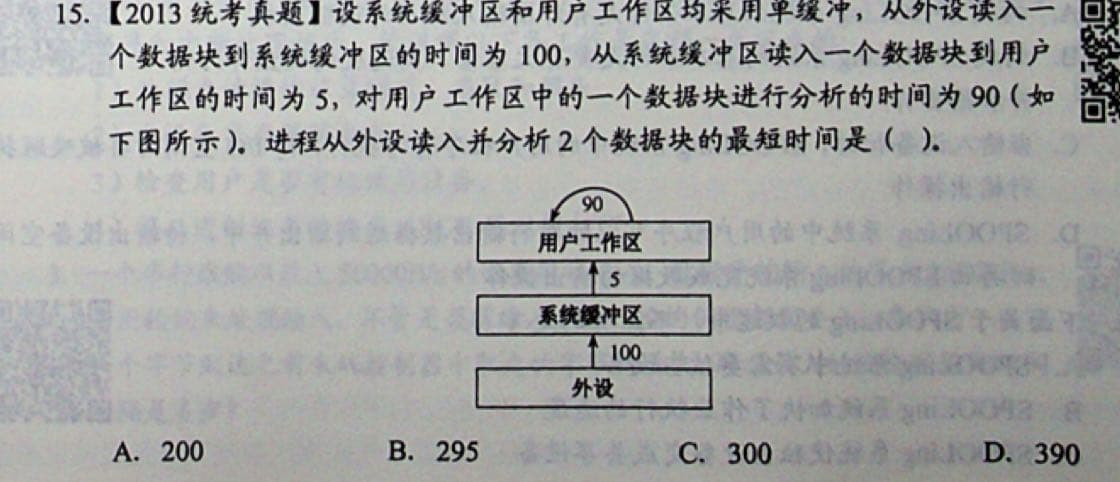 15.【2013 统考真题】设系统缓冲区和用户工作区均采用单缓冲，从外设读入一
个数据块到系统缓冲区的时间为 100，从系统缓冲区读入一个数据块到用户
工作区的时间为 5，对用户工作区中的一个数据块进行分析的时间为 90（如
下图所示）。进程从外设读入并分析 2 个数据块的最短时间是（ ）。
90
用户工作区
5
系统缓冲区
100
外设
A. 200 B. 295 C. 300 D. 390